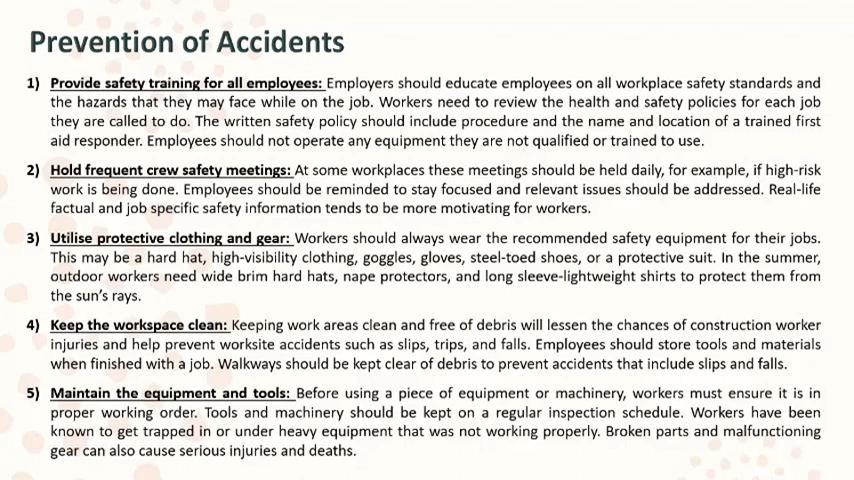 Prevention of Accidents
1) Provide safety training for all employees: Employers should educate employees on all workplace safety standards and
the hazards that they may face while on the job. Workers need to review the health and safety policies for each job
they are called to do. The written safety policy should include procedure and the name and location of a trained first
aid responder. Employees should not operate any equipment they are not qualified or trained to use.
2) Hold frequent crew safety meetings: At some workplaces these meetings should be held daily, for example, if high-risk
work is being done. Employees should be reminded to stay focused and relevant issues should be addressed. Real-life
factual and job specific safety information tends to be more motivating for workers.
3) Utilise protective clothing and gear: Workers should always wear the recommended safety equipment for their jobs.
This may be a hard hat, high-visibility clothing, goggles, gloves, steel-toed shoes, or a protective suit. In the summer,
outdoor workers need wide brim hard hats, nape protectors, and long sleeve-lightweight shirts to protect them from
the sun's rays.
4) Keep the workspace clean: Keeping work areas clean and free of debris will lessen the chances of construction worker
injuries and help prevent worksite accidents such as slips, trips, and falls. Employees should store tools and materials
when finished with a job. Walkways should be kept clear of debris to prevent accidents that include slips and falls.
5) Maintain the equipment and tools: Before using a piece of equipment or machinery, workers must ensure it is in
proper working order. Tools and machinery should be kept on a regular inspection schedule. Workers have been
known to get trapped in or under heavy equipment that was not working properly. Broken parts and malfunctioning
gear can also cause serious injuries and deaths.